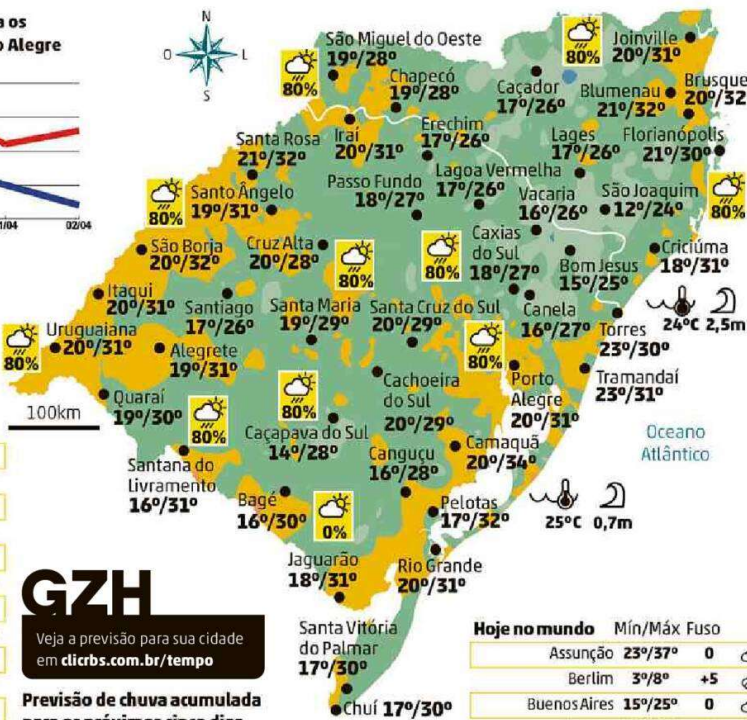 a os
o Alegre
1/04
02/04
N
O
L
S
80%
São Miguel do Oeste
19º/28º
Chapecó
19º/28º
80%
Joinville
20º/31º
Caçador
17º/26º
Blumenau
21º/32º
Brusque
20º/32
Santa Rosa
21º/32º
Iraí
20º/31º
Erechim
17º/26º
Lages
17º/26º
Florianópolis
21º/30º
80%
Santo Ângelo
19º/31º
Passo Fundo
18º/27º
Lagoa Vermelha
17º/26º
Vacaria
16º/26º
São Joaquim
12º/24º
80%
São Borja
20º/32º
Cruz Alta
20º/28º
80%
80%
Caxias
do Sul
18º/27º
Bom Jesus
15º/25º
Criciúma
18º/31º
Itaqui
20º/31º
Santiago
17º/26º
Santa Maria
19º/29º
Santa Cruz do Sul
20º/29º
Canela
16º/27º
24ºC 2,5m
Torres
23º/30º
80%
Uruguaiana
20º/31º
Alegrete
19º/31º
80%
Porto
Alegre
20º/31º
Tramandaí
23º/31º
Quaraí
19º/30º
100km
80%
80%
Cachoeira
do Sul
20º/29º
Caçapava do Sul
14º/28º
Camaquã
20º/34º
Oceano
Atlântico
Santana do
Livramento
16º/31º
Canguçu
16º/28º
Bagé
16º/30º
0%
Pelotas
17º/32º
25ºC 0,7m
Jaguarão
18º/31º
Rio Grande
20º/31º
GZH
Veja a previsão para sua cidade
em clicrbs.com.br/tempo
Santa Vitória
do Palmar
17º/30º
Chuí 17º/30º
Previsão de chuva acumulada
Hoje no mundo Mín/Máx Fuso
Assunção 23º/37º 0
Berlim 3º/8º +5
Buenos Aires 15º/25º 0